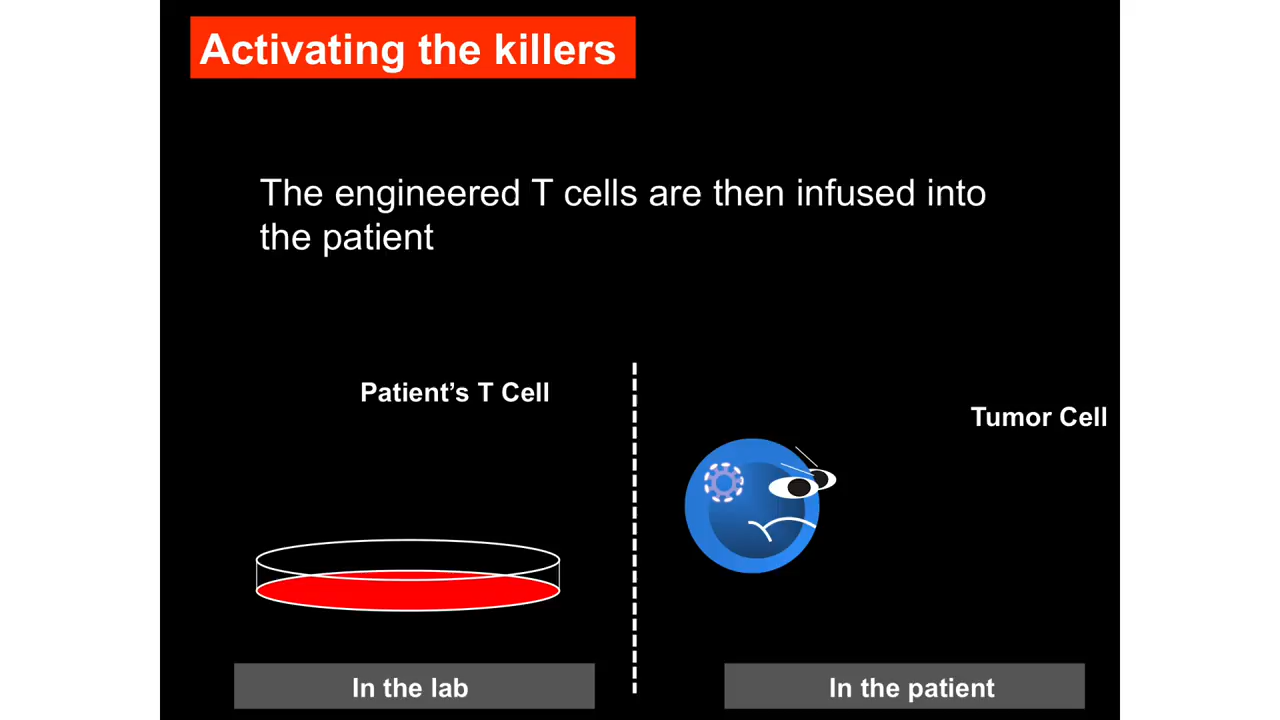 Activating the killers
The engineered T cells are then infused into
the patient
Patient’s T Cell
Tumor Cell
In the lab
In the patient